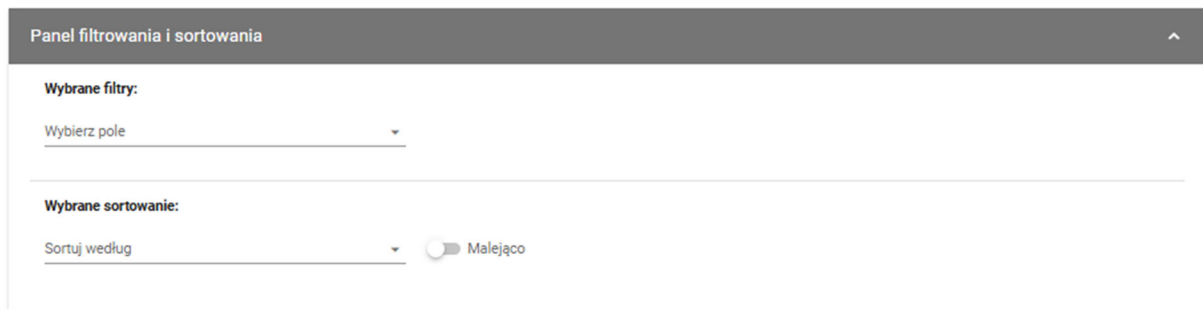 Panel filtrowania i sortowania
Wybrane filtry:
Wybierz pole
Wybrane sortowanie:
Sortuj według
Malejąco